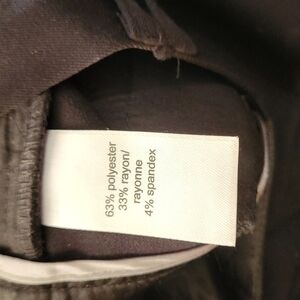 63% polyester
33% rayon/
rayonne
4% spandex